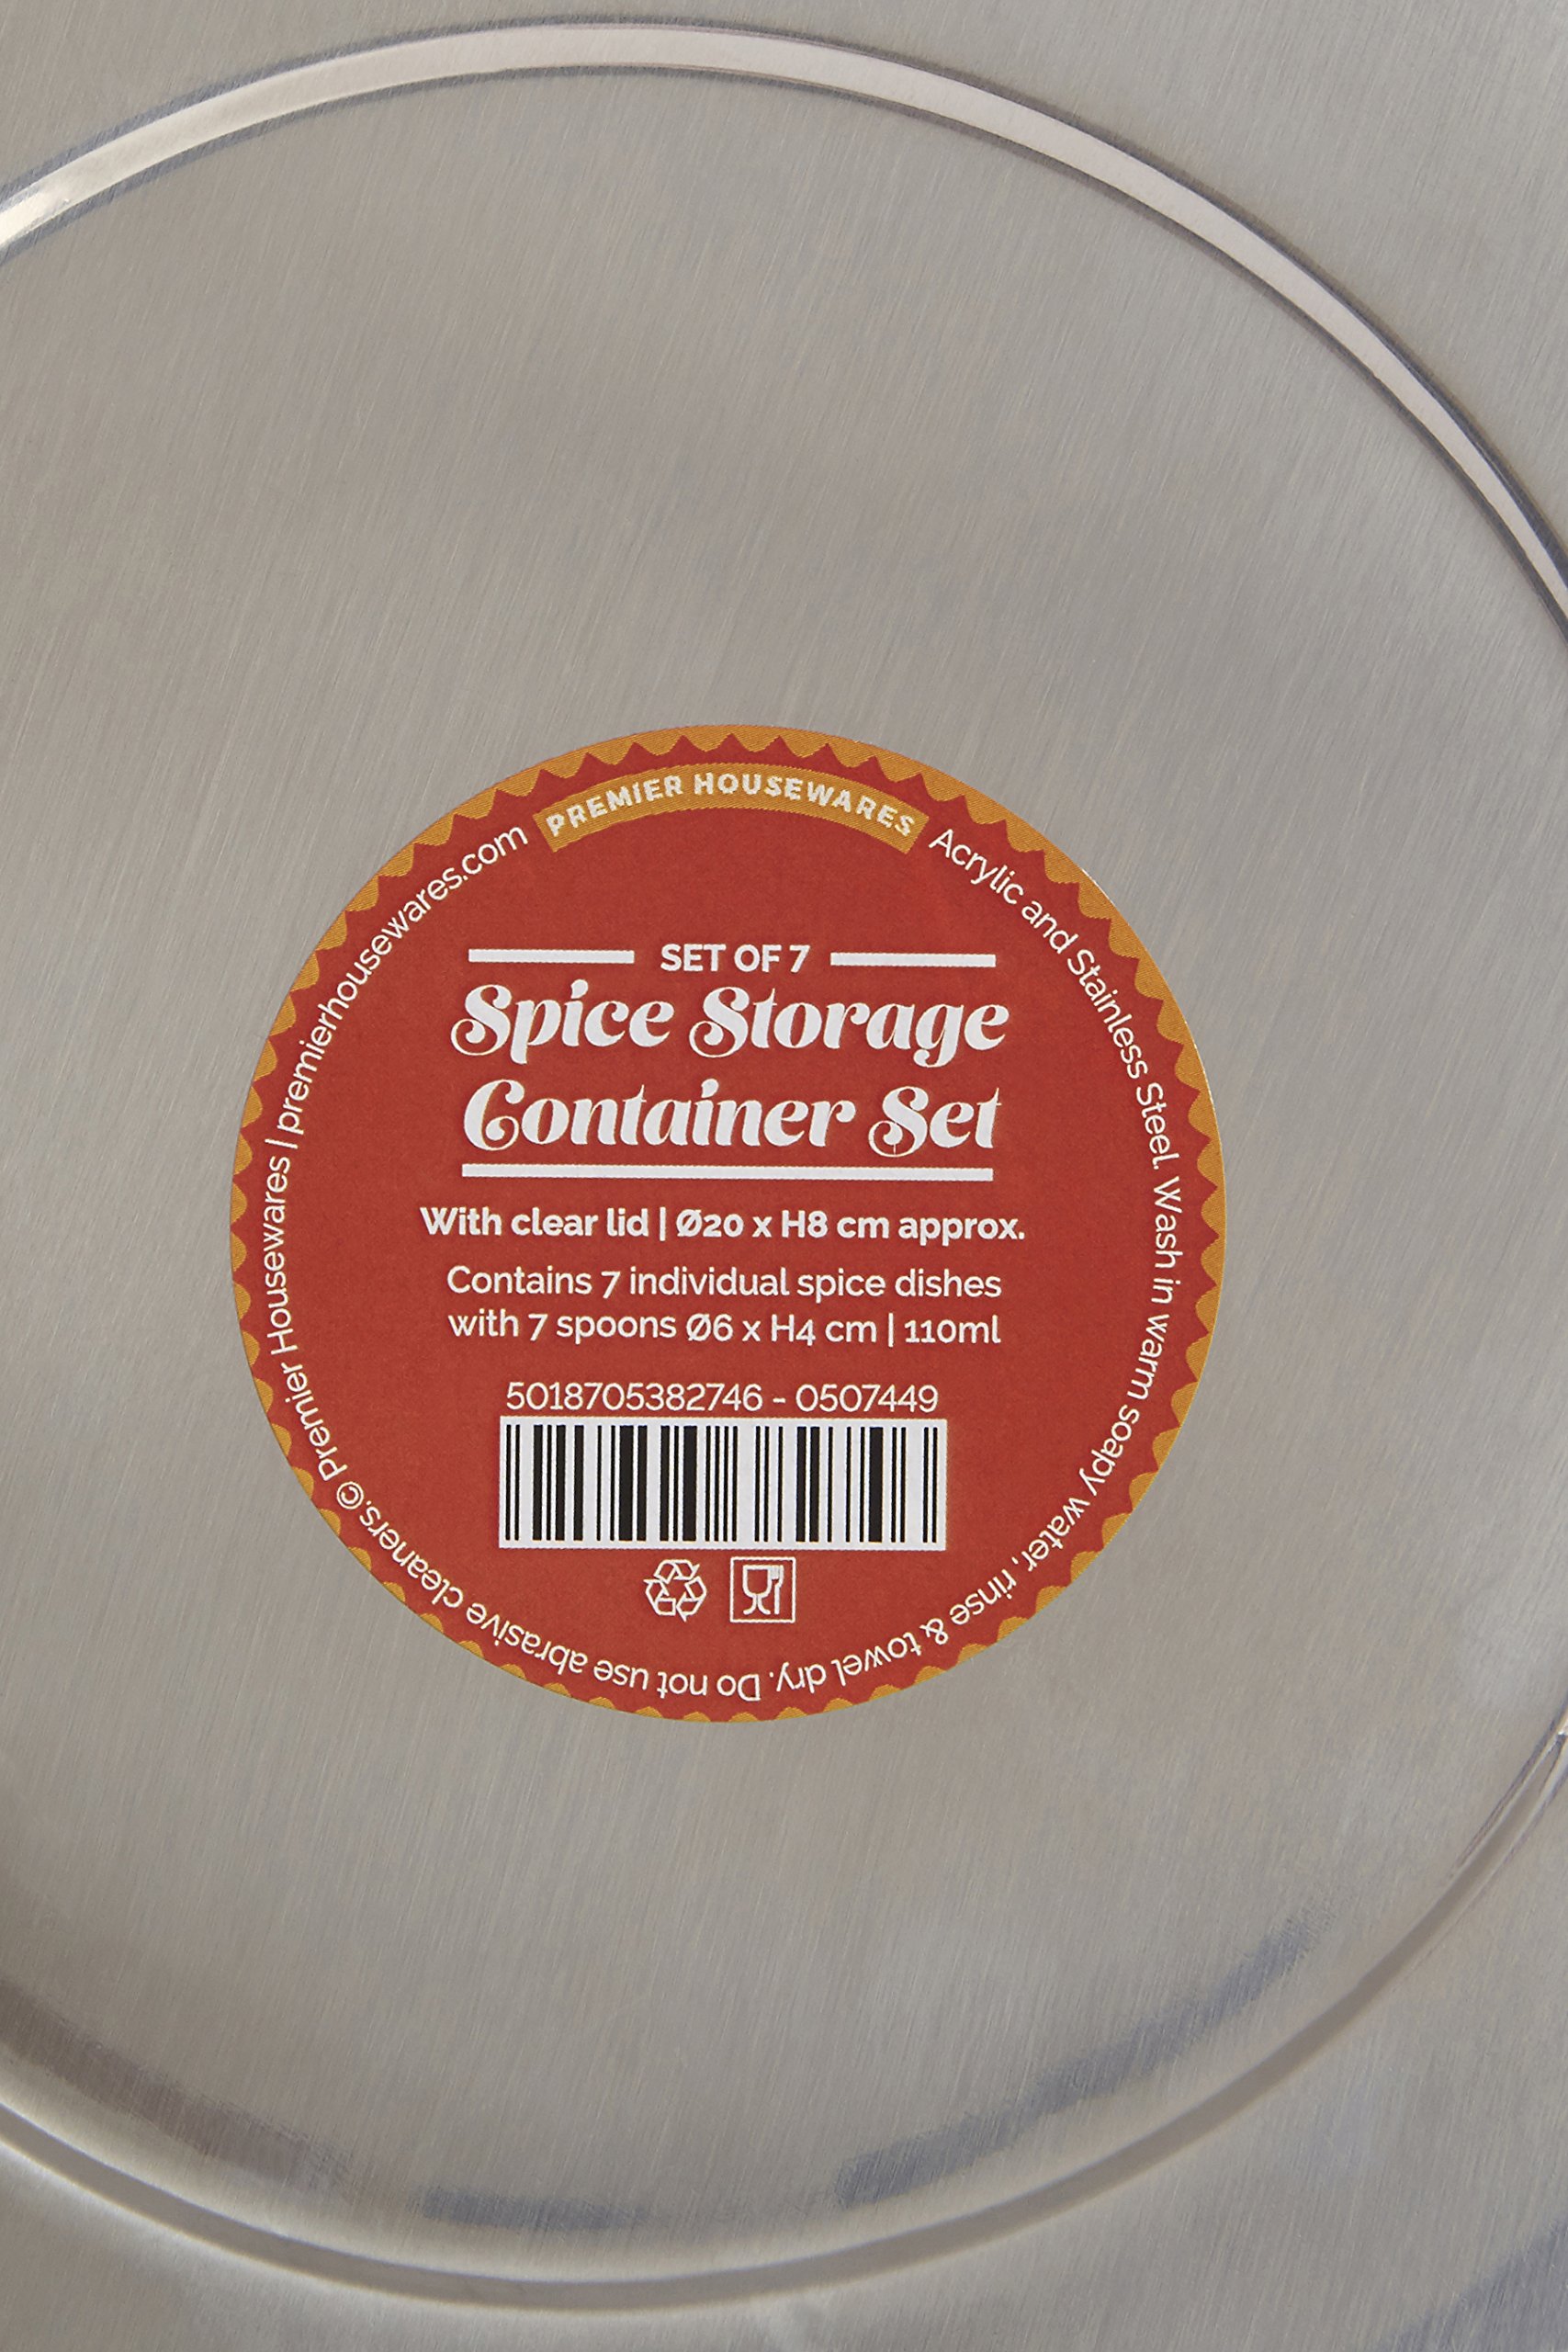 PREMIER HOUSEWARES
Acrylic and Stainless Steel. Wash in warm soapy water, rinse & towel dry. Do not use abrasive cleaners.© Premier Housewares | premierhousewares.com
SET OF 7
Spice Storage
Container Set
With clear lid | Ø20 x H8 cm approx.
Contains 7 individual spice dishes
with 7 spoons Ø6 x H4 cm | 110ml
5018705382746 - 0507449